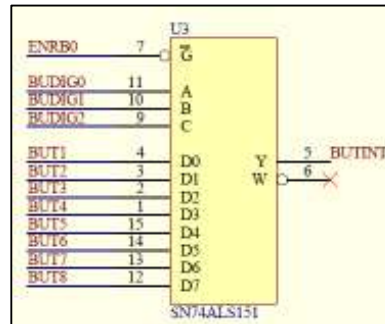 U3
ENRB0 7 G
BUDIG0 11 A
BUDIG1 10 B
BUDIG2 9 C
BUT1 4 D0
BUT2 3 D1 Y 5 BUTINT
BUT3 2 D2 W 6
BUT4 1 D3
BUT5 15 D4
BUT6 14 D5
BUT7 13 D6
BUT8 12 D7
SN74ALS151